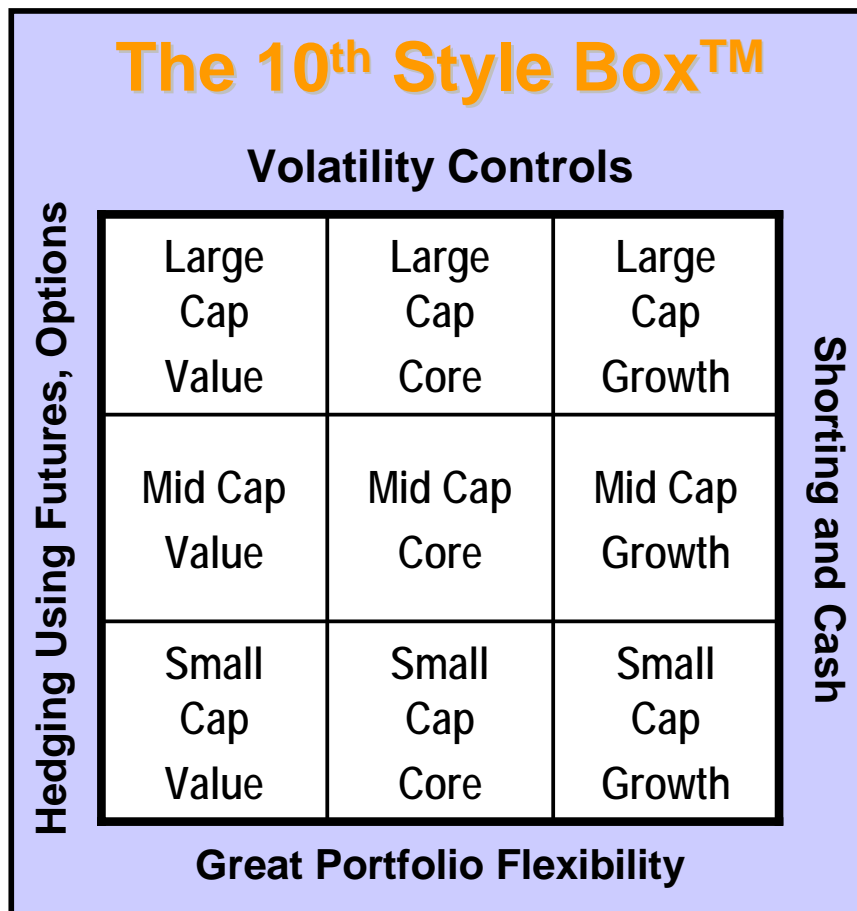 The 10th Style Box™
Volatility Controls
Hedging Using Futures, Options
Large
Cap
Value
Large
Cap
Core
Large
Cap
Growth
Mid Cap
Value
Mid Cap
Core
Mid Cap
Growth
Small
Cap
Value
Small
Cap
Core
Small
Cap
Growth
Shorting and Cash
Great Portfolio Flexibility